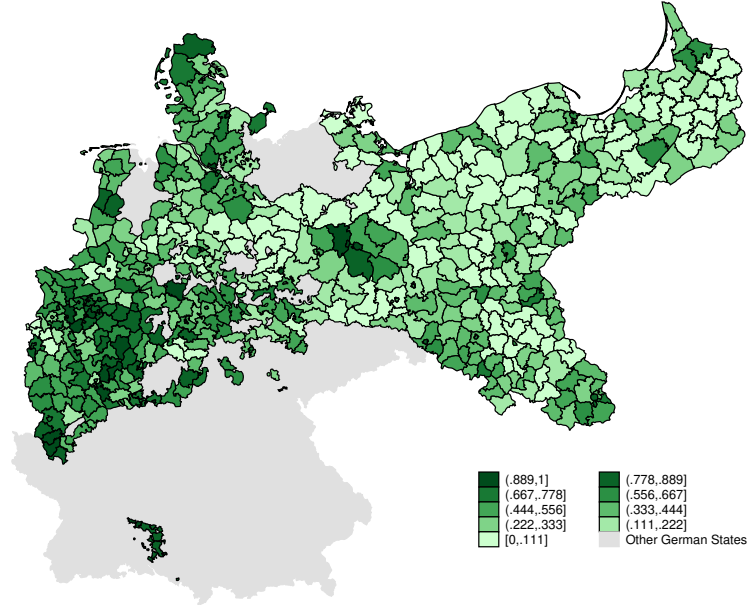 (.889,1] (.778,.889]
(.667,.778] (.556,.667]
(.444,.556] (.333,.444]
(.222,.333] (.111,.222]
[0,.111] Other German States